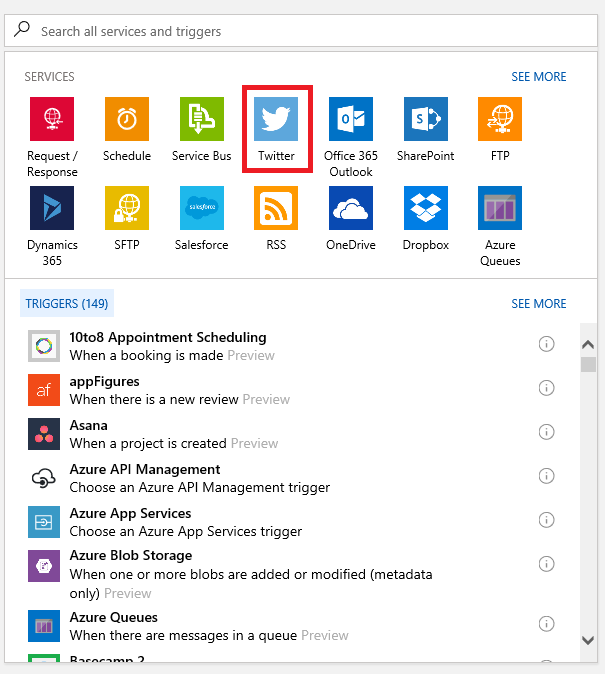 Search all services and triggers
SERVICES
SEE MORE
Request / Response
Schedule
Service Bus
Twitter
Office 365 Outlook
SharePoint
FTP
Dynamics 365
SFTP
salesforce
Salesforce
RSS
OneDrive
Dropbox
Azure Queues
TRIGGERS (149)
SEE MORE
10to8 Appointment Scheduling
When a booking is made Preview
af
appFigures
When there is a new review Preview
Asana
When a project is created Preview
Azure API Management
Choose an Azure API Management trigger
Azure App Services
Choose an Azure App Services trigger
Azure Blob Storage
When one or more blobs are added or modified (metadata
only) Preview
Azure Queues
When there are messages in a queue Preview
Basecamp 2